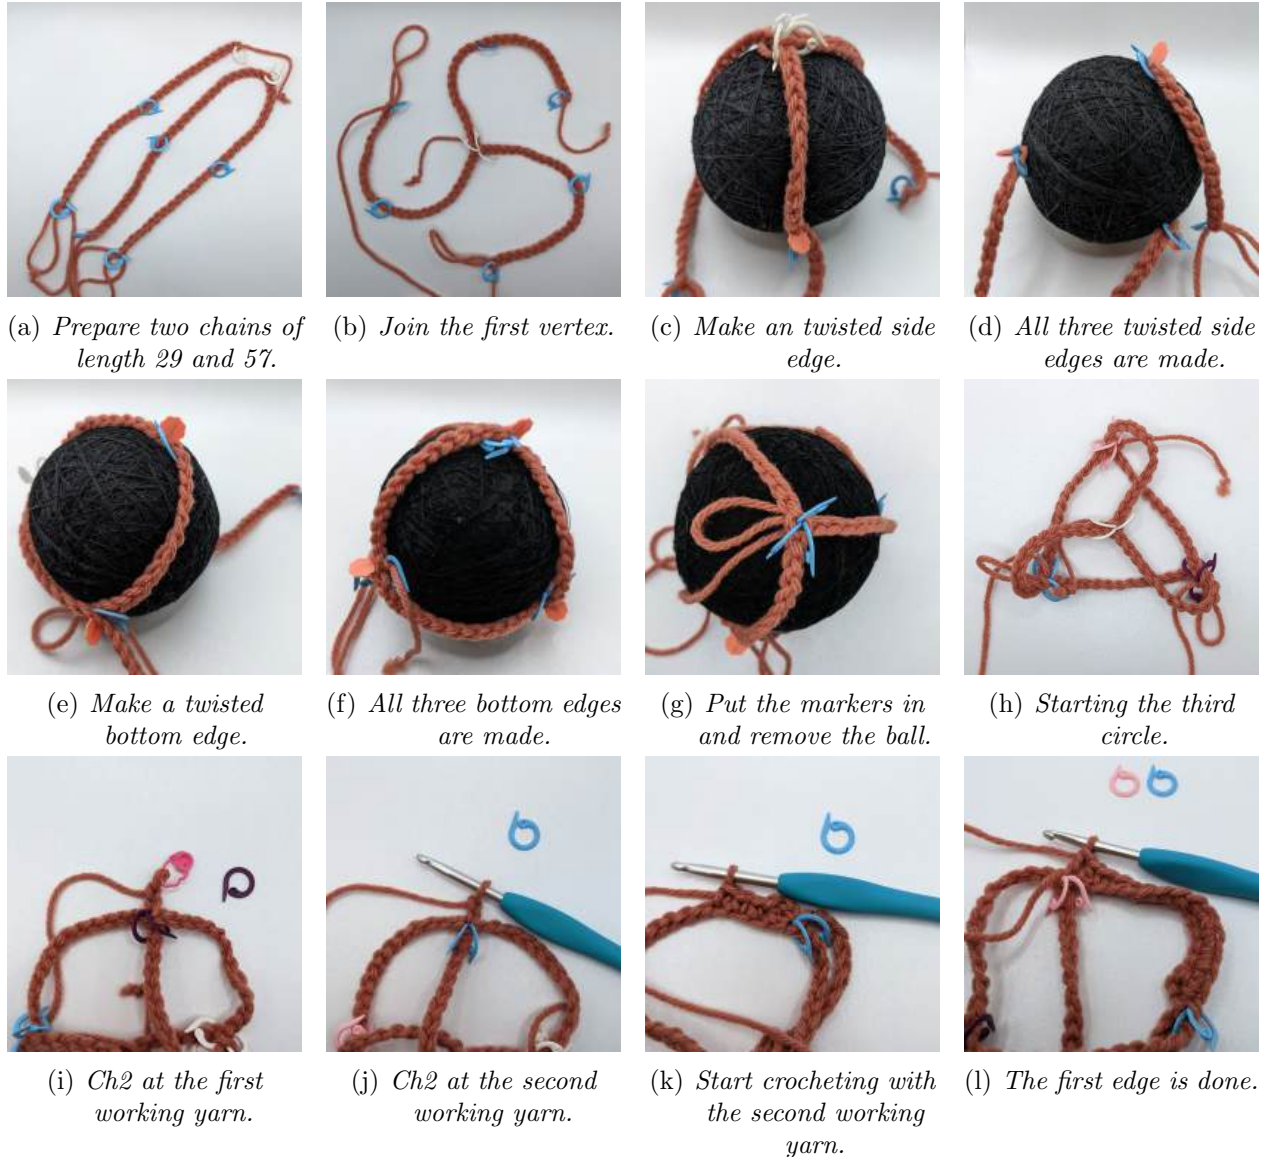 (a) Prepare two chains of
length 29 and 57.
(b) Join the first vertex.
(c) Make an twisted side
edge.
(d) All three twisted side
edges are made.
(e) Make a twisted
bottom edge.
(f) All three bottom edges
are made.
(g) Put the markers in
and remove the ball.
(h) Starting the third
circle.
(i) Ch2 at the first
working yarn.
(j) Ch2 at the second
working yarn.
(k) Start crocheting with
the second working
yarn.
(l) The first edge is done.